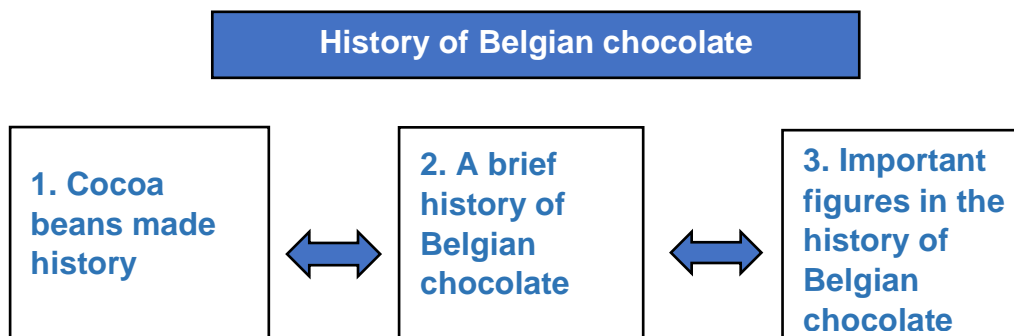 History of Belgian chocolate
1. Cocoa
beans made
history
2. A brief
history of
Belgian
chocolate
3. Important
figures in the
history of
Belgian
chocolate